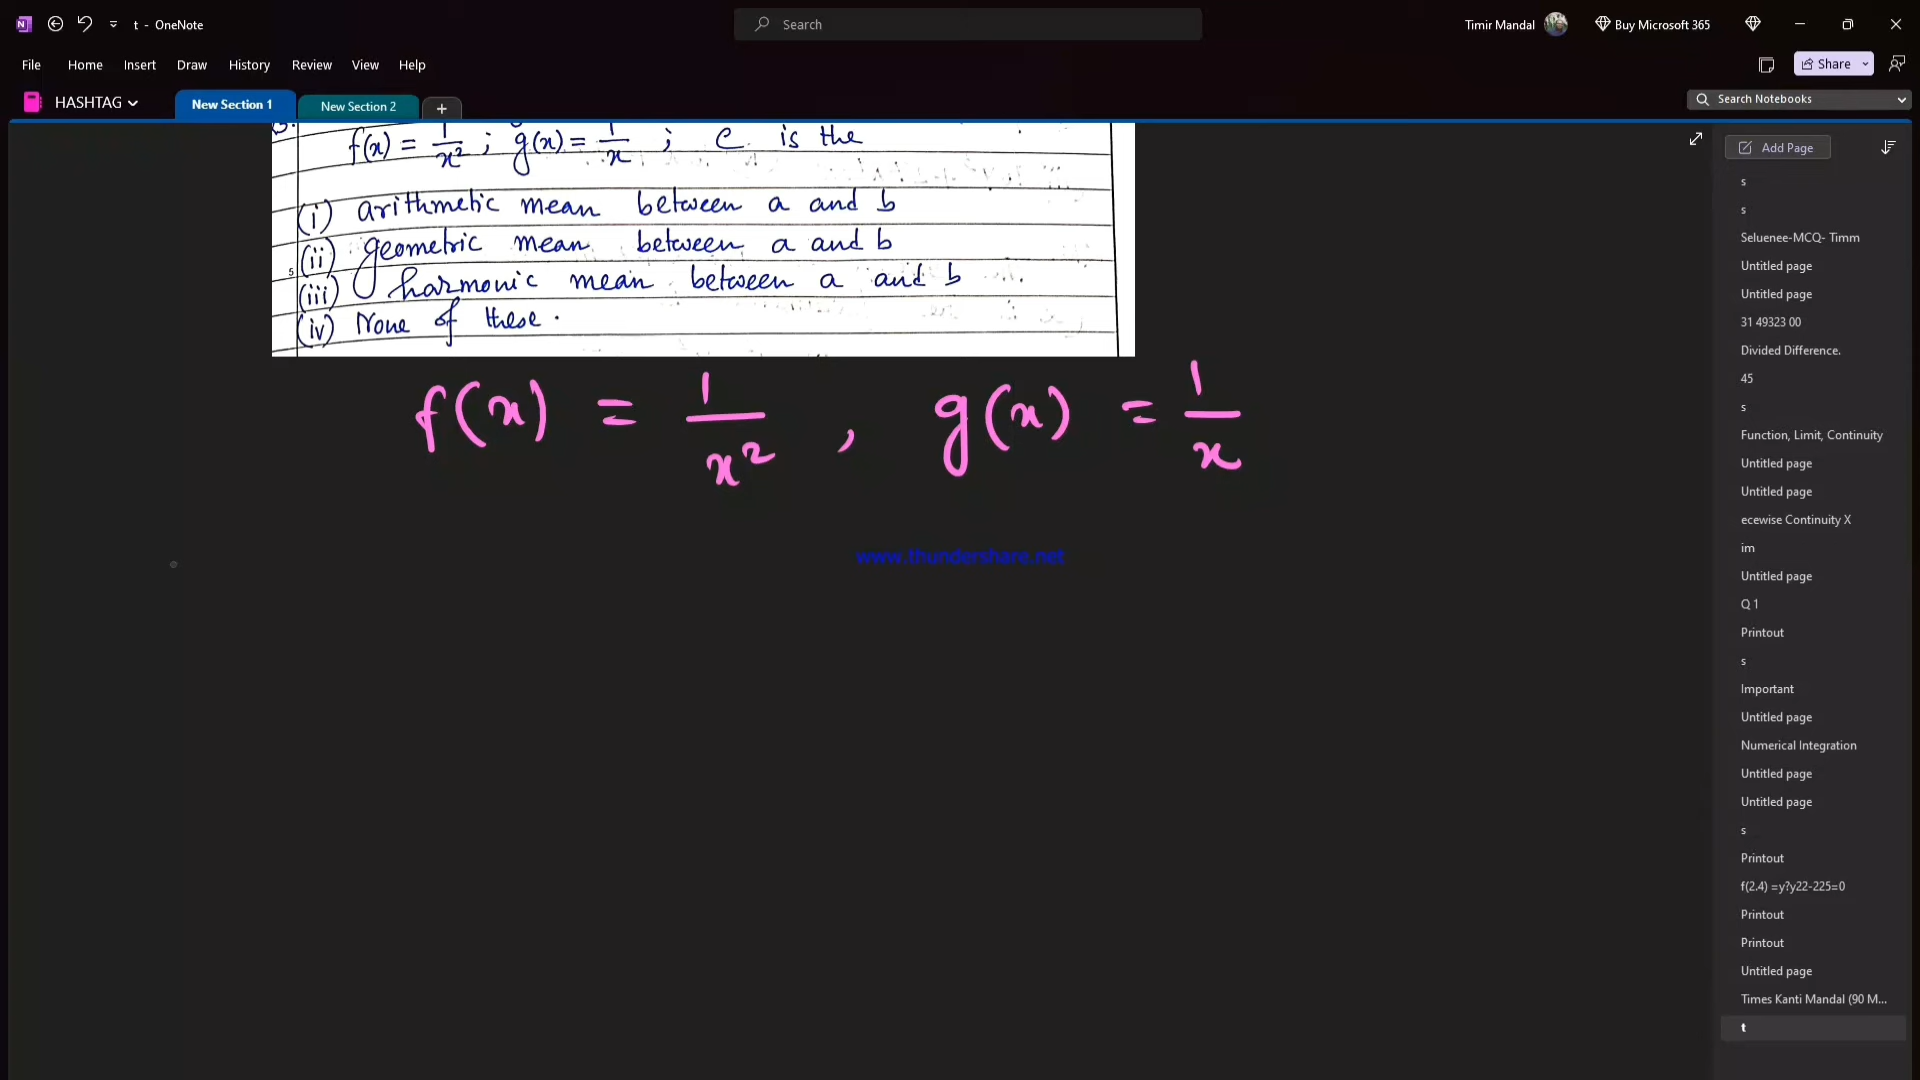 t - OneNote
Search
Timir Mandal
Buy Microsoft 365
File Home Insert Draw History Review View Help
Share
HASHTAG
New Section 1
New Section 2
+
Search Notebooks
f(x) = 1/x² ; g(x) = 1/x ; c is the
(i) arithmetic mean between a and b
(ii) geometric mean between a and b
5
(iii) harmonic mean between a and b
(iv) None of these.
f(x) = 1/x² , g(x) = 1/x
www.thundershare.net
Add Page
s
s
Seluenee-MCQ- Timm
Untitled page
Untitled page
31 49323 00
Divided Difference.
45
s
Function, Limit, Continuity
Untitled page
Untitled page
ecewise Continuity X
im
Untitled page
Q 1
Printout
s
Important
Untitled page
Numerical Integration
Untitled page
Untitled page
s
Printout
f(2.4) =y?y22-225=0
Printout
Printout
Untitled page
Times Kanti Mandal (90 M...
t